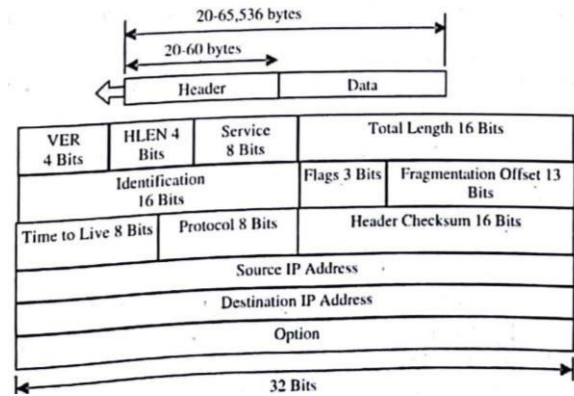 20-65,536 bytes
20-60 bytes
Header
Data
VER
4 Bits
HLEN 4
Bits
Service
8 Bits
Total Length 16 Bits
Identification
16 Bits
Flags 3 Bits
Fragmentation Offset 13
Bits
Time to Live 8 Bits
Protocol 8 Bits
Header Checksum 16 Bits
Source IP Address
Destination IP Address
Option
32 Bits